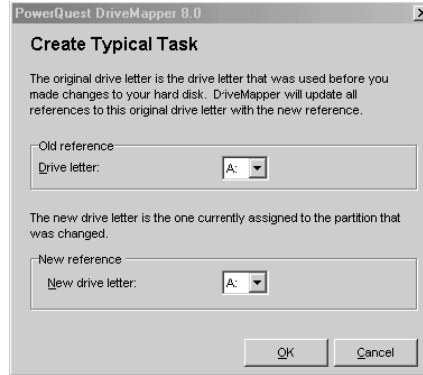 PowerQuest DriveMapper 8.0
Create Typical Task
The original drive letter is the drive letter that was used before you
made changes to your hard disk. DriveMapper will update all
references to this original drive letter with the new reference.
Old reference
Drive letter: A:
The new drive letter is the one currently assigned to the partition that
was changed.
New reference
New drive letter: A:
OK Cancel